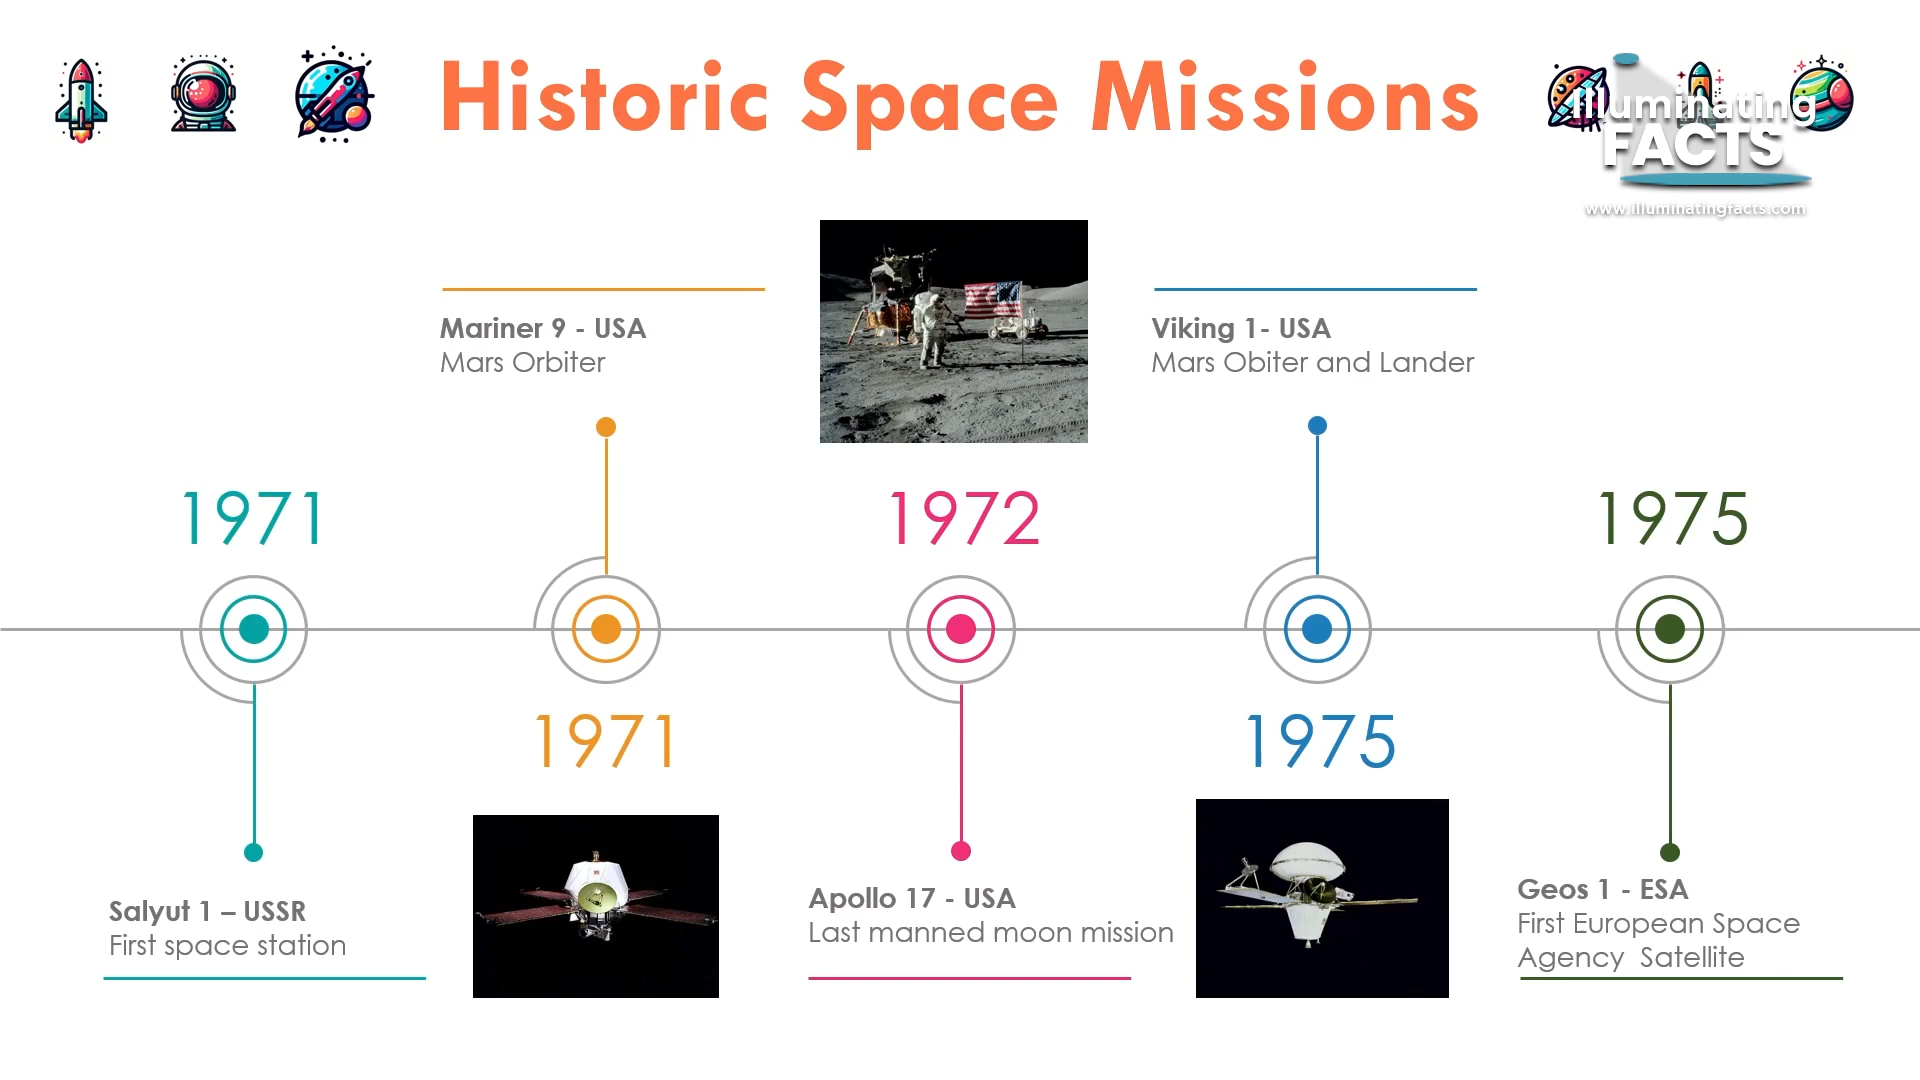 Historic Space Missions
Illuminating
FACTS
www.illuminatingfacts.com
Mariner 9 - USA
Mars Orbiter
Viking 1- USA
Mars Obiter and Lander
1971
1972
1975
1971
1975
Salyut 1 – USSR
First space station
Apollo 17 - USA
Last manned moon mission
Geos 1 - ESA
First European Space
Agency  Satellite